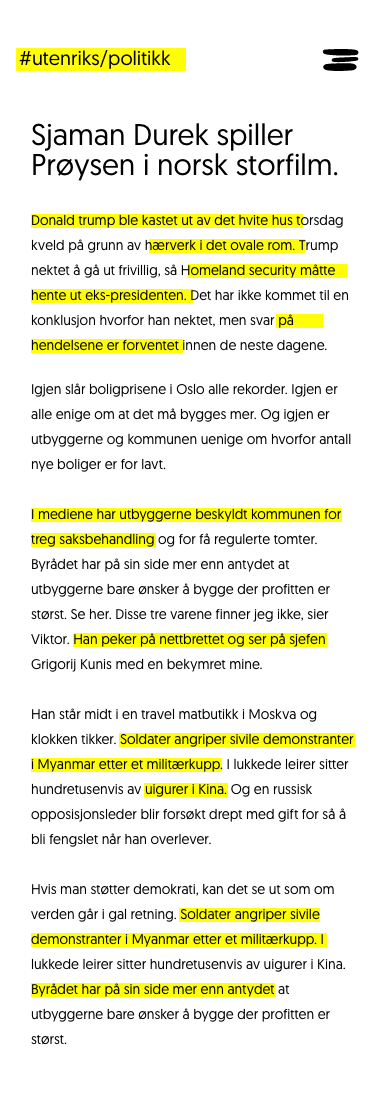 #utenriks/politikk
Sjaman Durek spiller
Prøysen i norsk storfilm.
Donald trump ble kastet ut av det hvite hus torsdag
kveld på grunn av hærverk i det ovale rom. Trump
nektet å gå ut frivillig, så Homeland security måtte
hente ut eks-presidenten. Det har ikke kommet til en
konklusjon hvorfor han nektet, men svar på
hendelsene er forventet innen de neste dagene.
Igjen slår boligprisene i Oslo alle rekorder. Igjen er
alle enige om at det må bygges mer. Og igjen er
utbyggerne og kommunen uenige om hvorfor antall
nye boliger er for lavt.
I mediene har utbyggerne beskyldt kommunen for
treg saksbehandling og for få regulerte tomter.
Byrådet har på sin side mer enn antydet at
utbyggerne bare ønsker å bygge der profitten er
størst. Se her. Disse tre varene finner jeg ikke, sier
Viktor. Han peker på nettbrettet og ser på sjefen
Grigorij Kunis med en bekymret mine.
Han står midt i en travel matbutikk i Moskva og
klokken tikker. Soldater angriper sivile demonstranter
i Myanmar etter et militærkupp. I lukkede leirer sitter
hundretusenvis av uigurer i Kina. Og en russisk
opposisjonsleder blir forsøkt drept med gift for så å
bli fengslet når han overlever.
Hvis man støtter demokrati, kan det se ut som om
verden går i gal retning. Soldater angriper sivile
demonstranter i Myanmar etter et militærkupp. I
lukkede leirer sitter hundretusenvis av uigurer i Kina.
Byrådet har på sin side mer enn antydet at
utbyggerne bare ønsker å bygge der profitten er
størst.